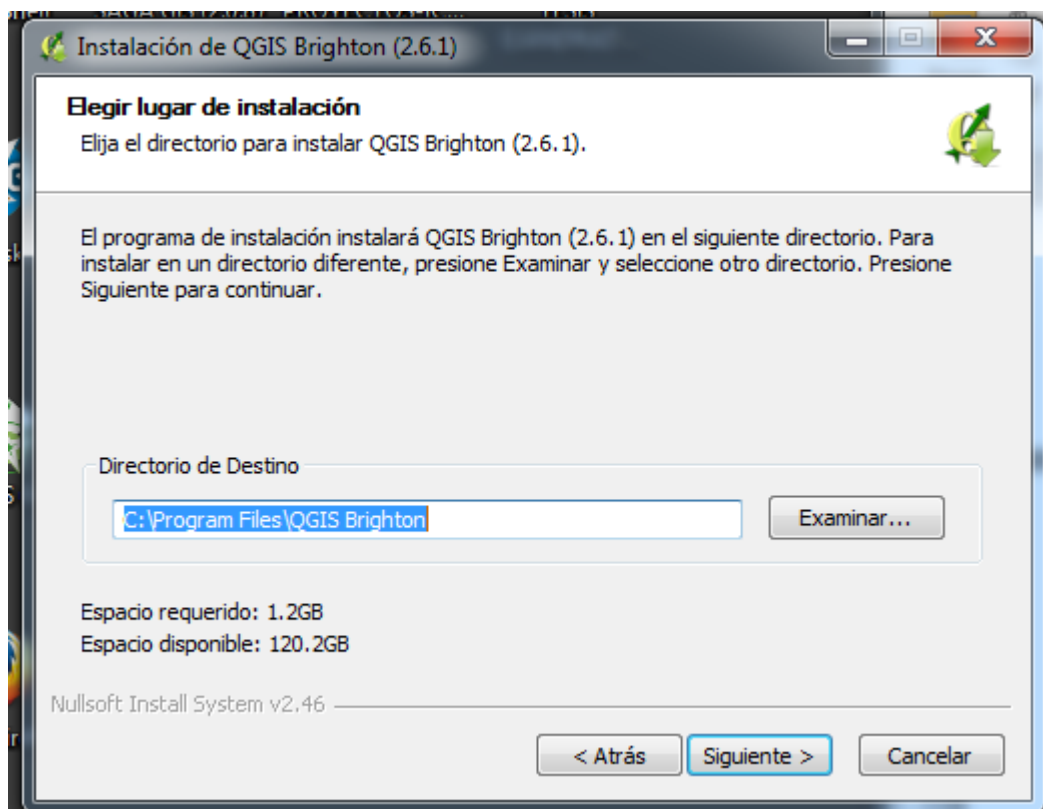 Instalación de QGIS Brighton (2.6.1)
Elegir lugar de instalación
Elija el directorio para instalar QGIS Brighton (2.6.1).
El programa de instalación instalará QGIS Brighton (2.6.1) en el siguiente directorio. Para
instalar en un directorio diferente, presione Examinar y seleccione otro directorio. Presione
Siguiente para continuar.
Directorio de Destino
C:\Program Files\QGIS Brighton
Examinar...
Espacio requerido: 1.2GB
Espacio disponible: 120.2GB
Nullsoft Install System v2.46
< Atrás
Siguiente >
Cancelar